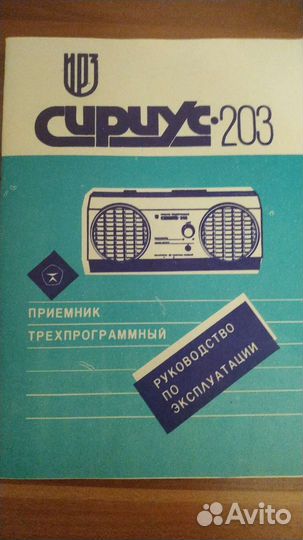 ИРЗ
Сириус·203
ПРИЕМНИК
ТРЕХПРОГРАММНЫЙ
РУКОВОДСТВО
ПО
ЭКСПЛУАТАЦИИ
Avito